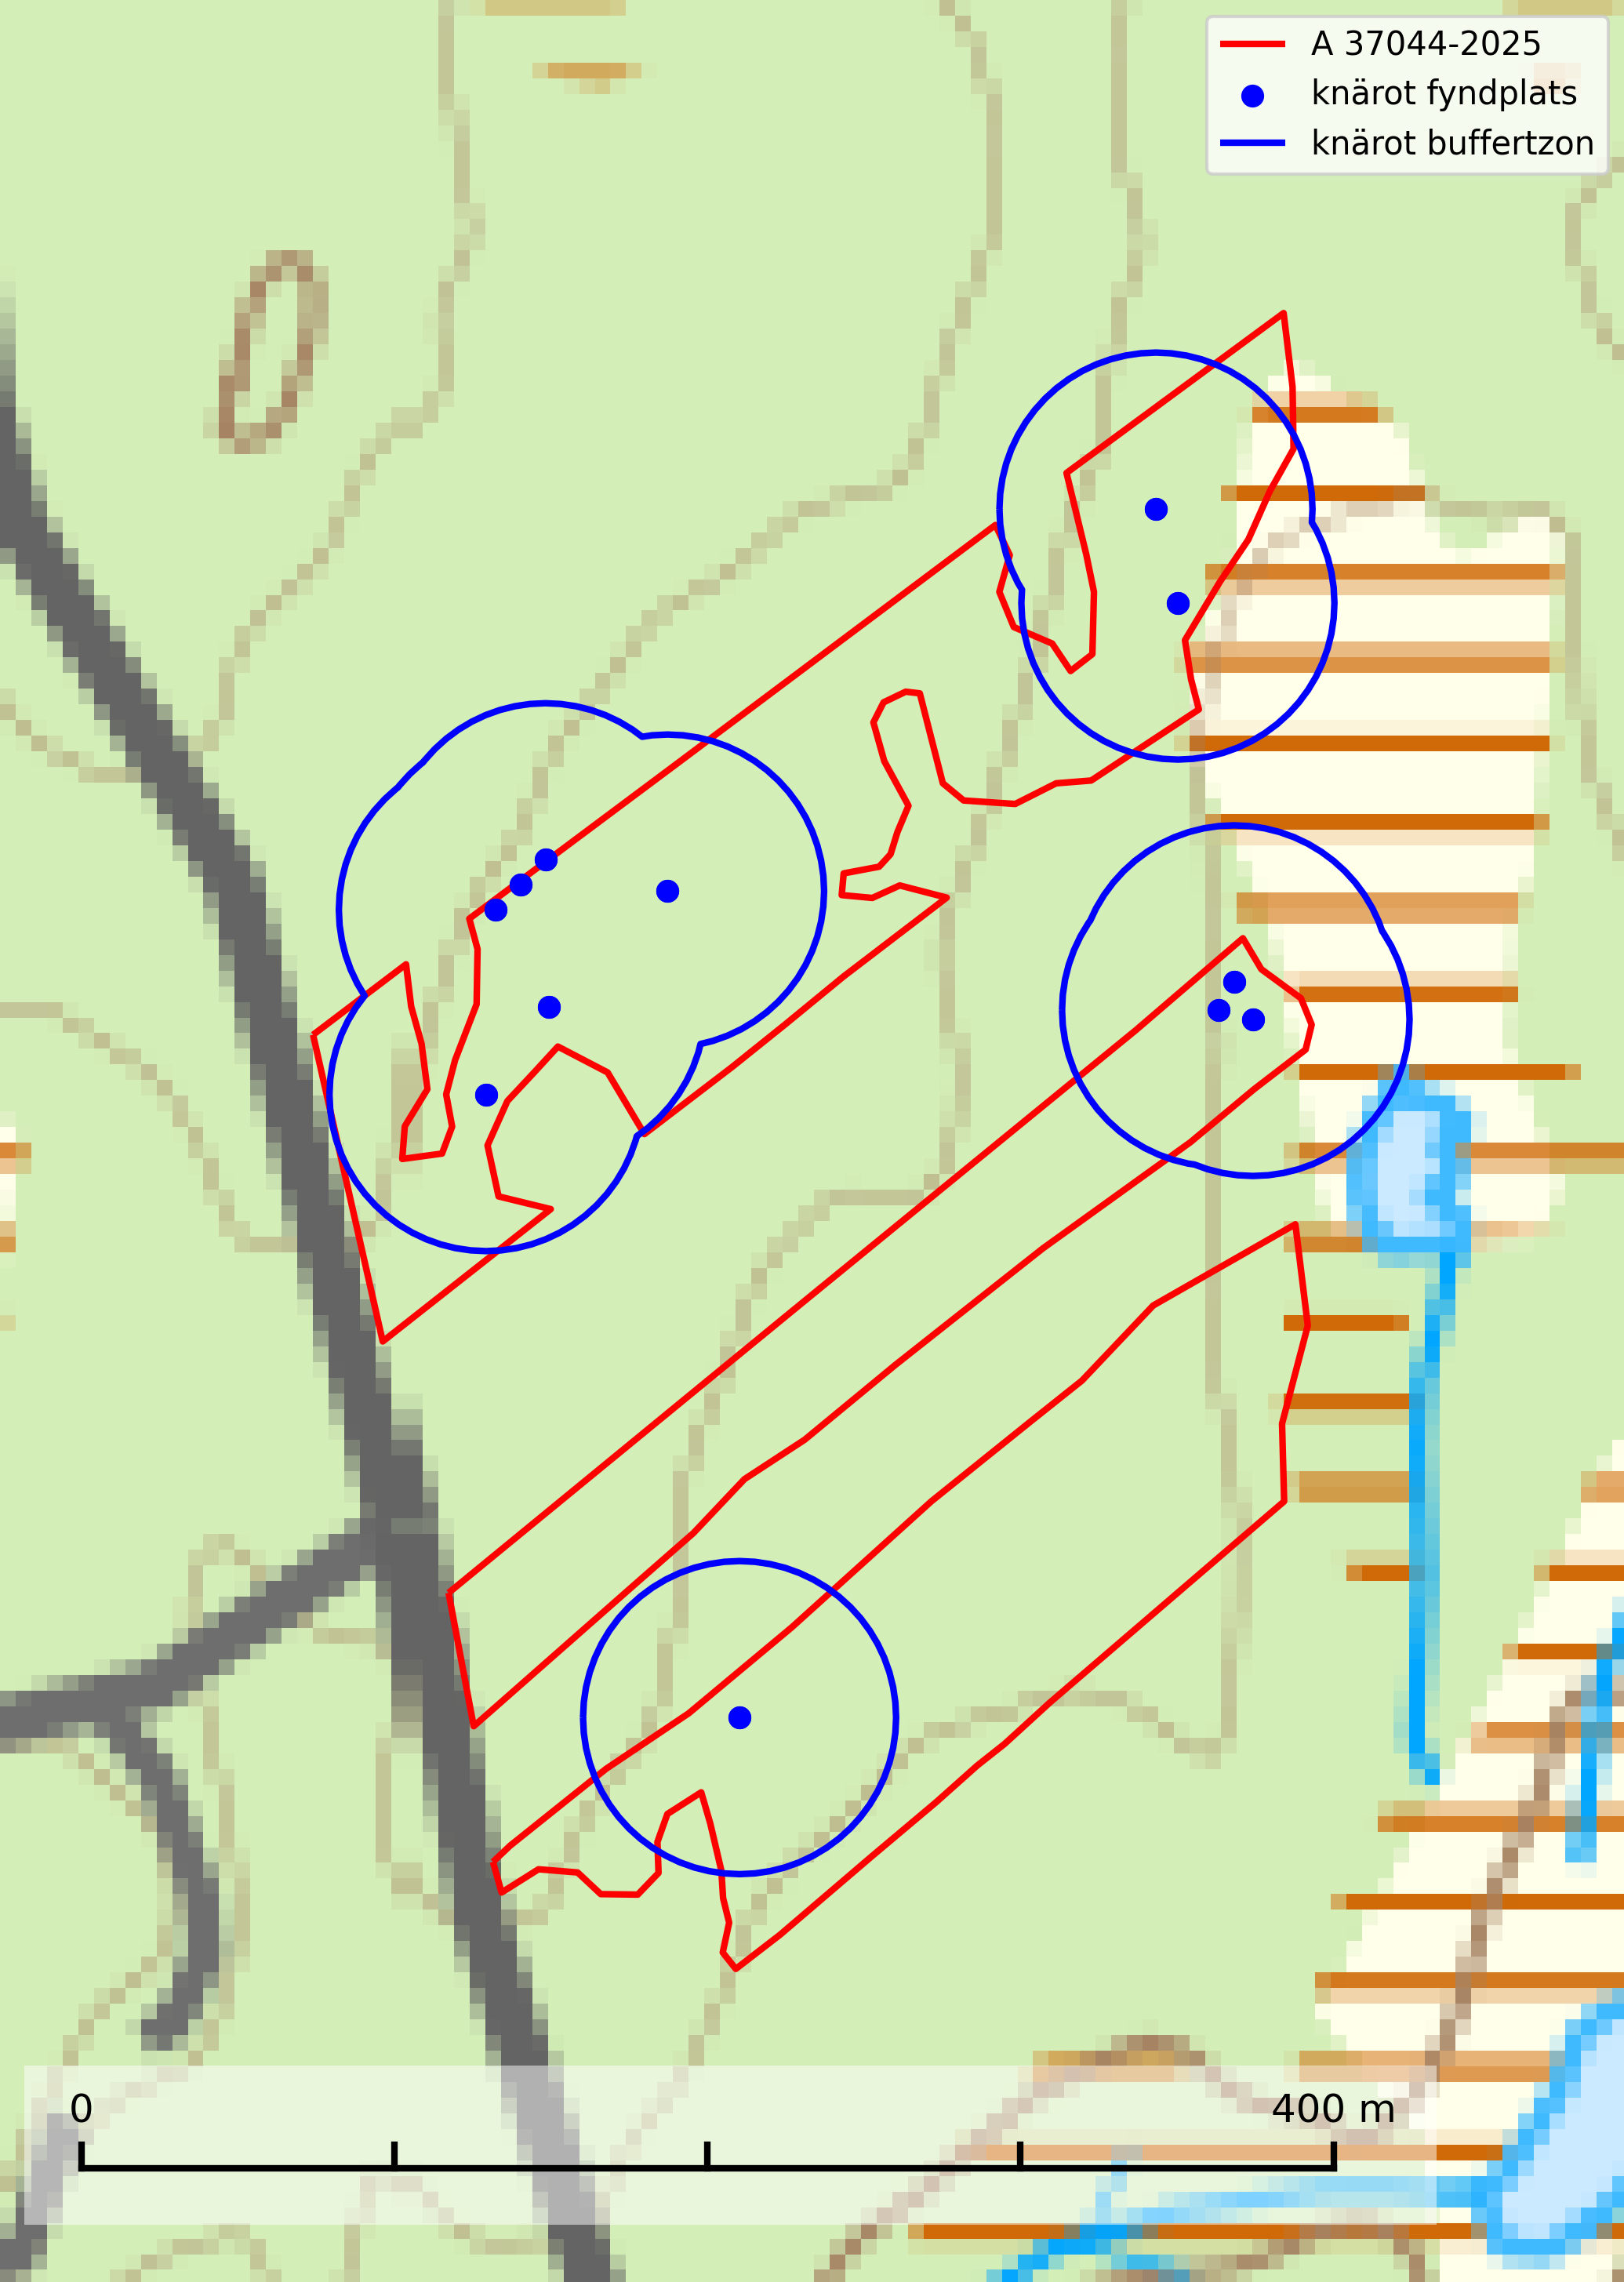 A 37044-2025
knärot fyndplats
knärot buffertzon
0
400 m